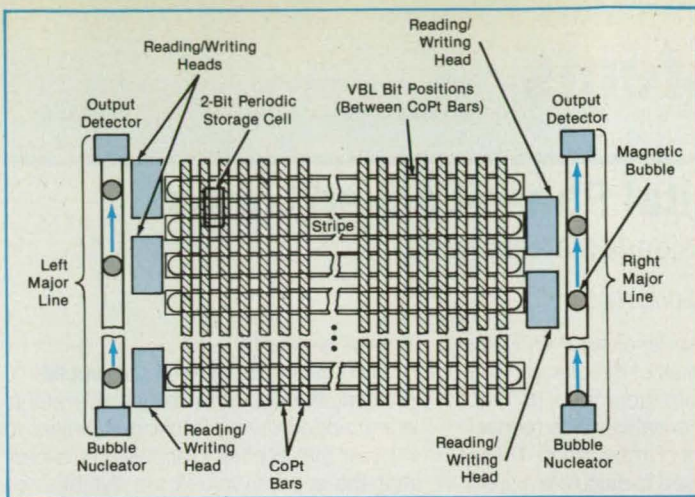 Reading/Writing
Heads
Reading/
Writing
Head
2-Bit Periodic
Storage Cell
VBL Bit Positions
(Between CoPt Bars)
Output
Detector
Output
Detector
Magnetic
Bubble
Stripe
Left
Major
Line
Right
Major
Line
Bubble
Nucleator
Reading/
Writing
Head
CoPt
Bars
Reading/
Writing
Head
Bubble
Nucleator